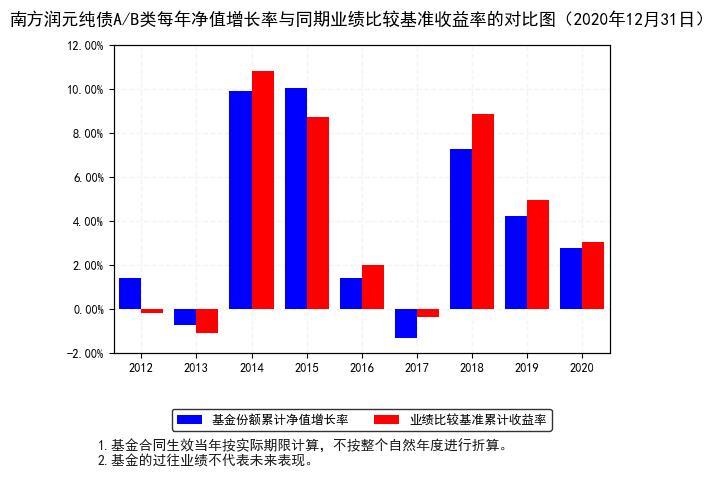 南方润元纯债A/B类每年净值增长率与同期业绩比较基准收益率的对比图（2020年12月31日）
12.00%
10.00%
8.00%
6.00%
4.00%
2.00%
0.00%
-2.00%
2012 2013 2014 2015 2016 2017 2018 2019 2020
基金份额累计净值增长率 业绩比较基准累计收益率
1.基金合同生效当年按实际期限计算，不按整个自然年度进行折算。
2.基金的过往业绩不代表未来表现。